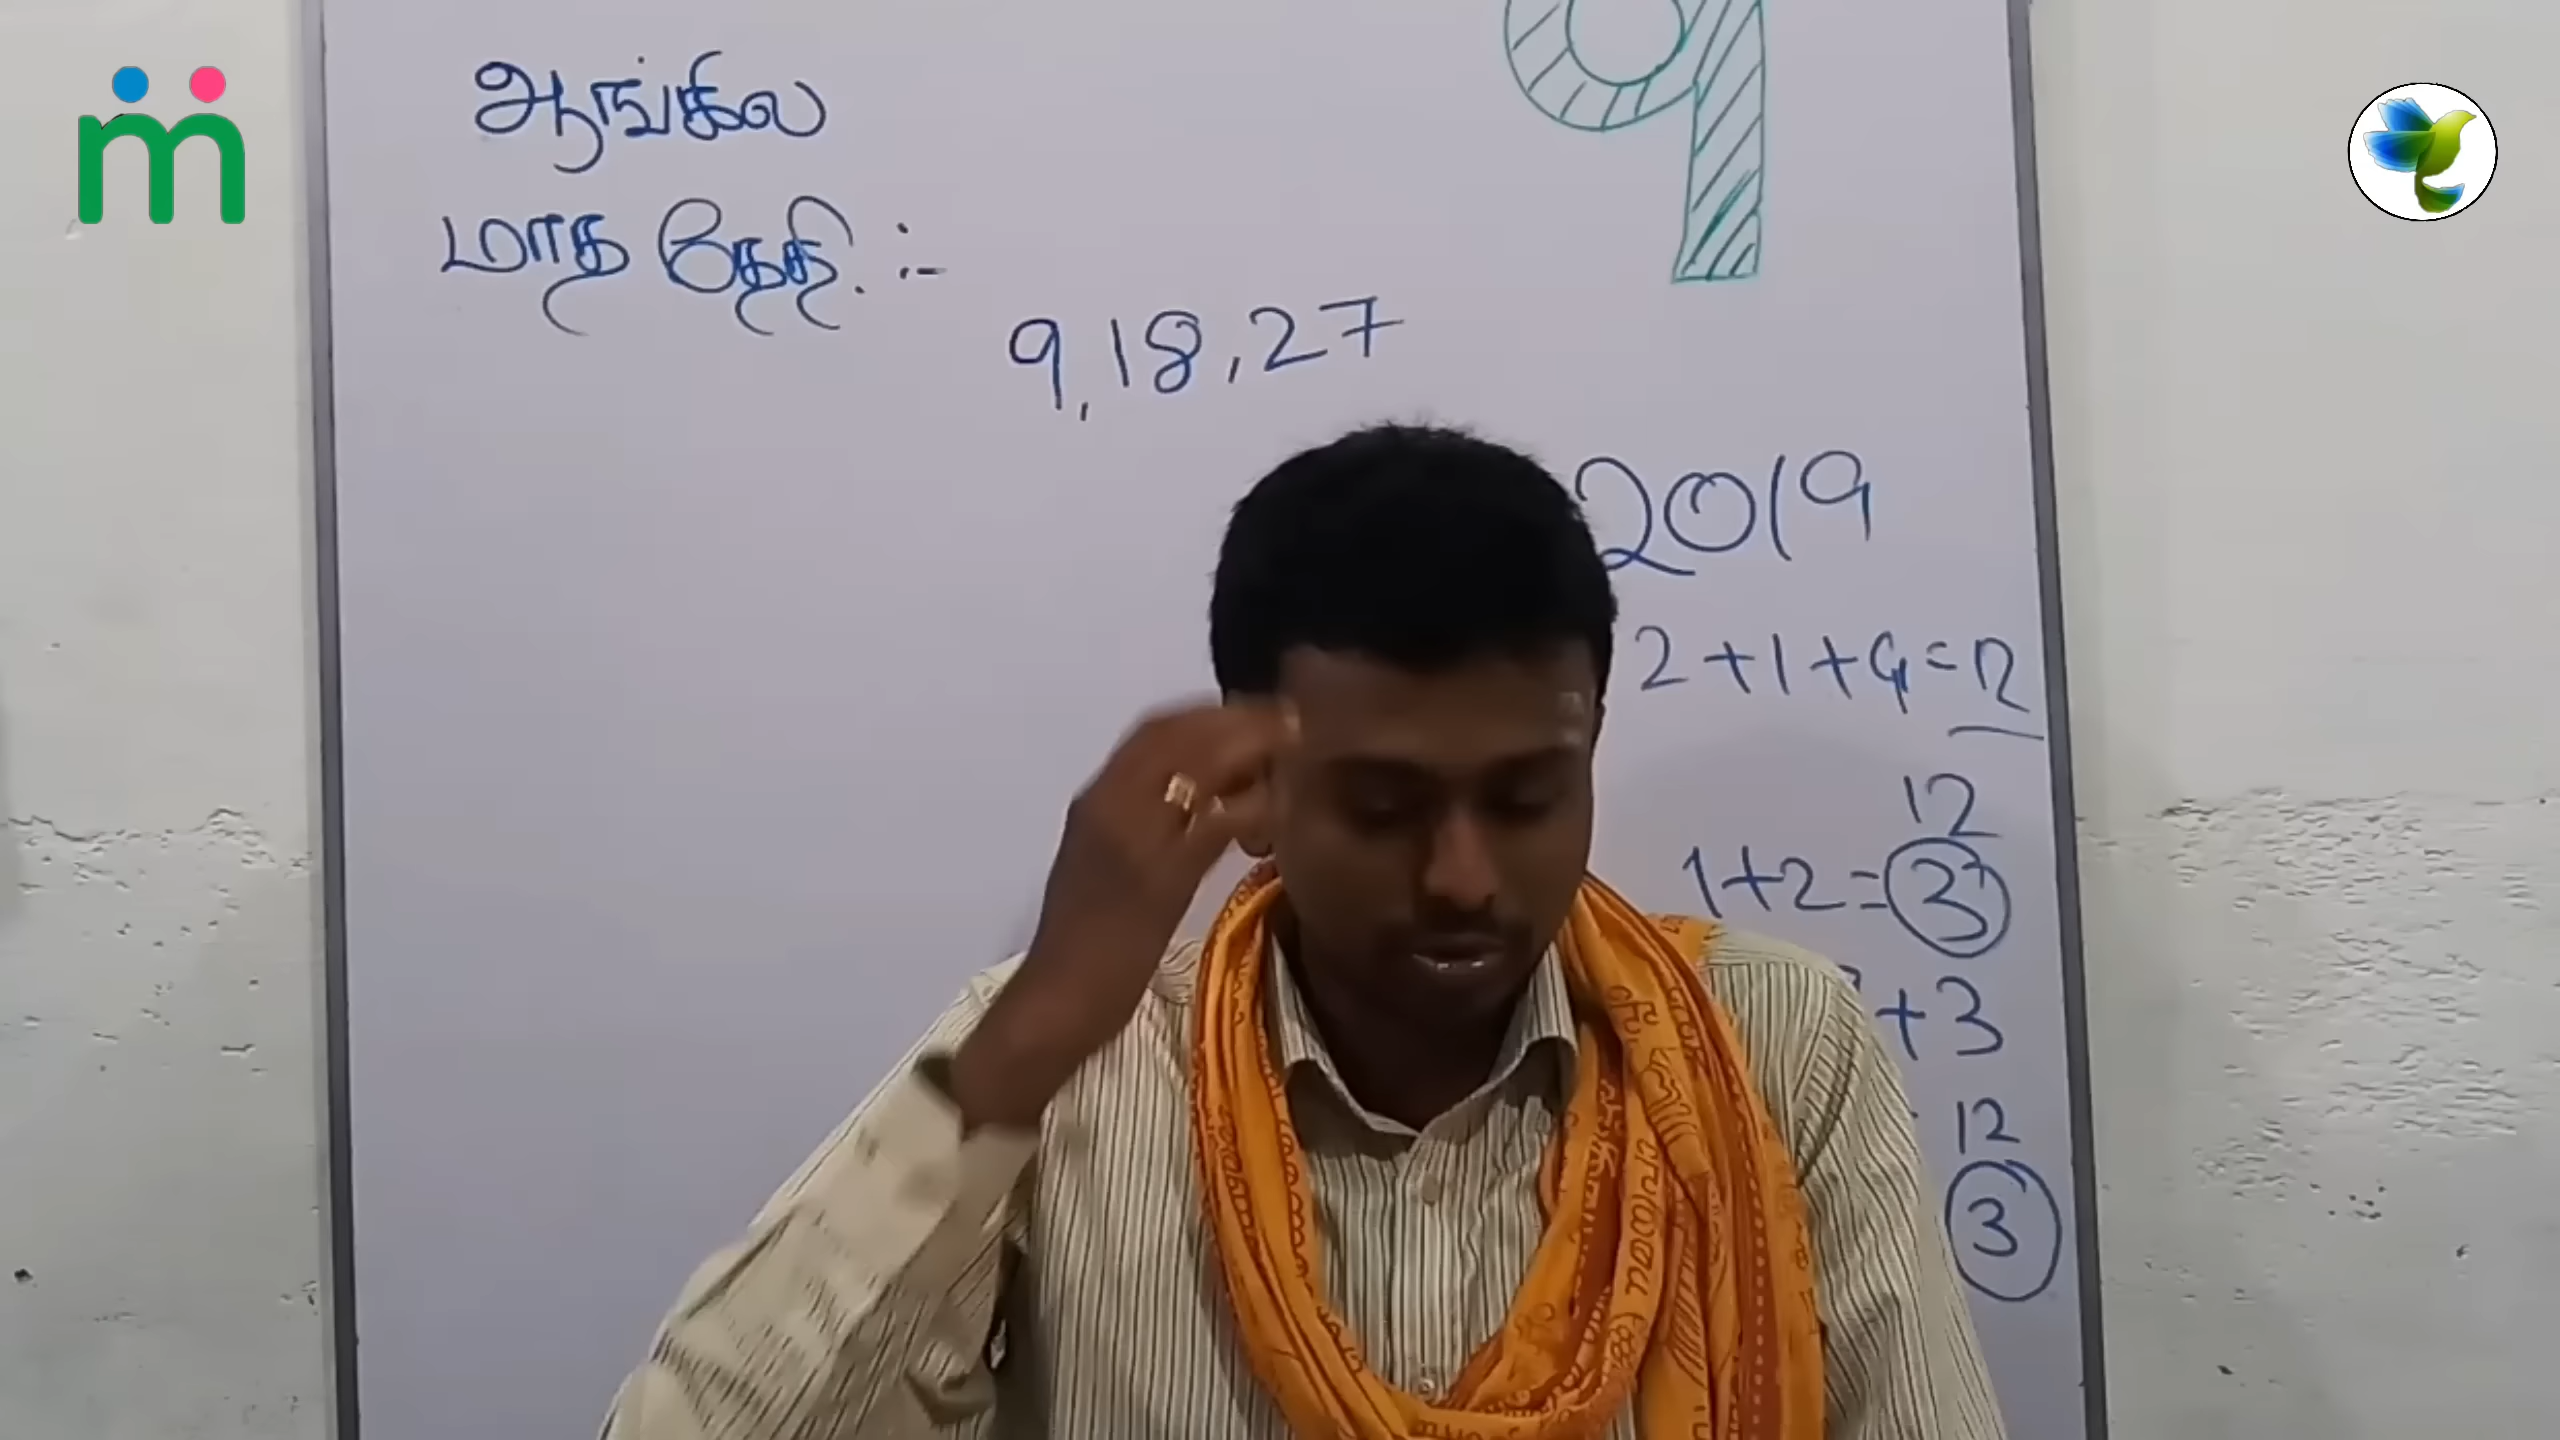 9
ஆங்கில
மாத தேதி. :-
9, 18, 27
2019
2+1+9=12
12
1+2=3
+3
12
3